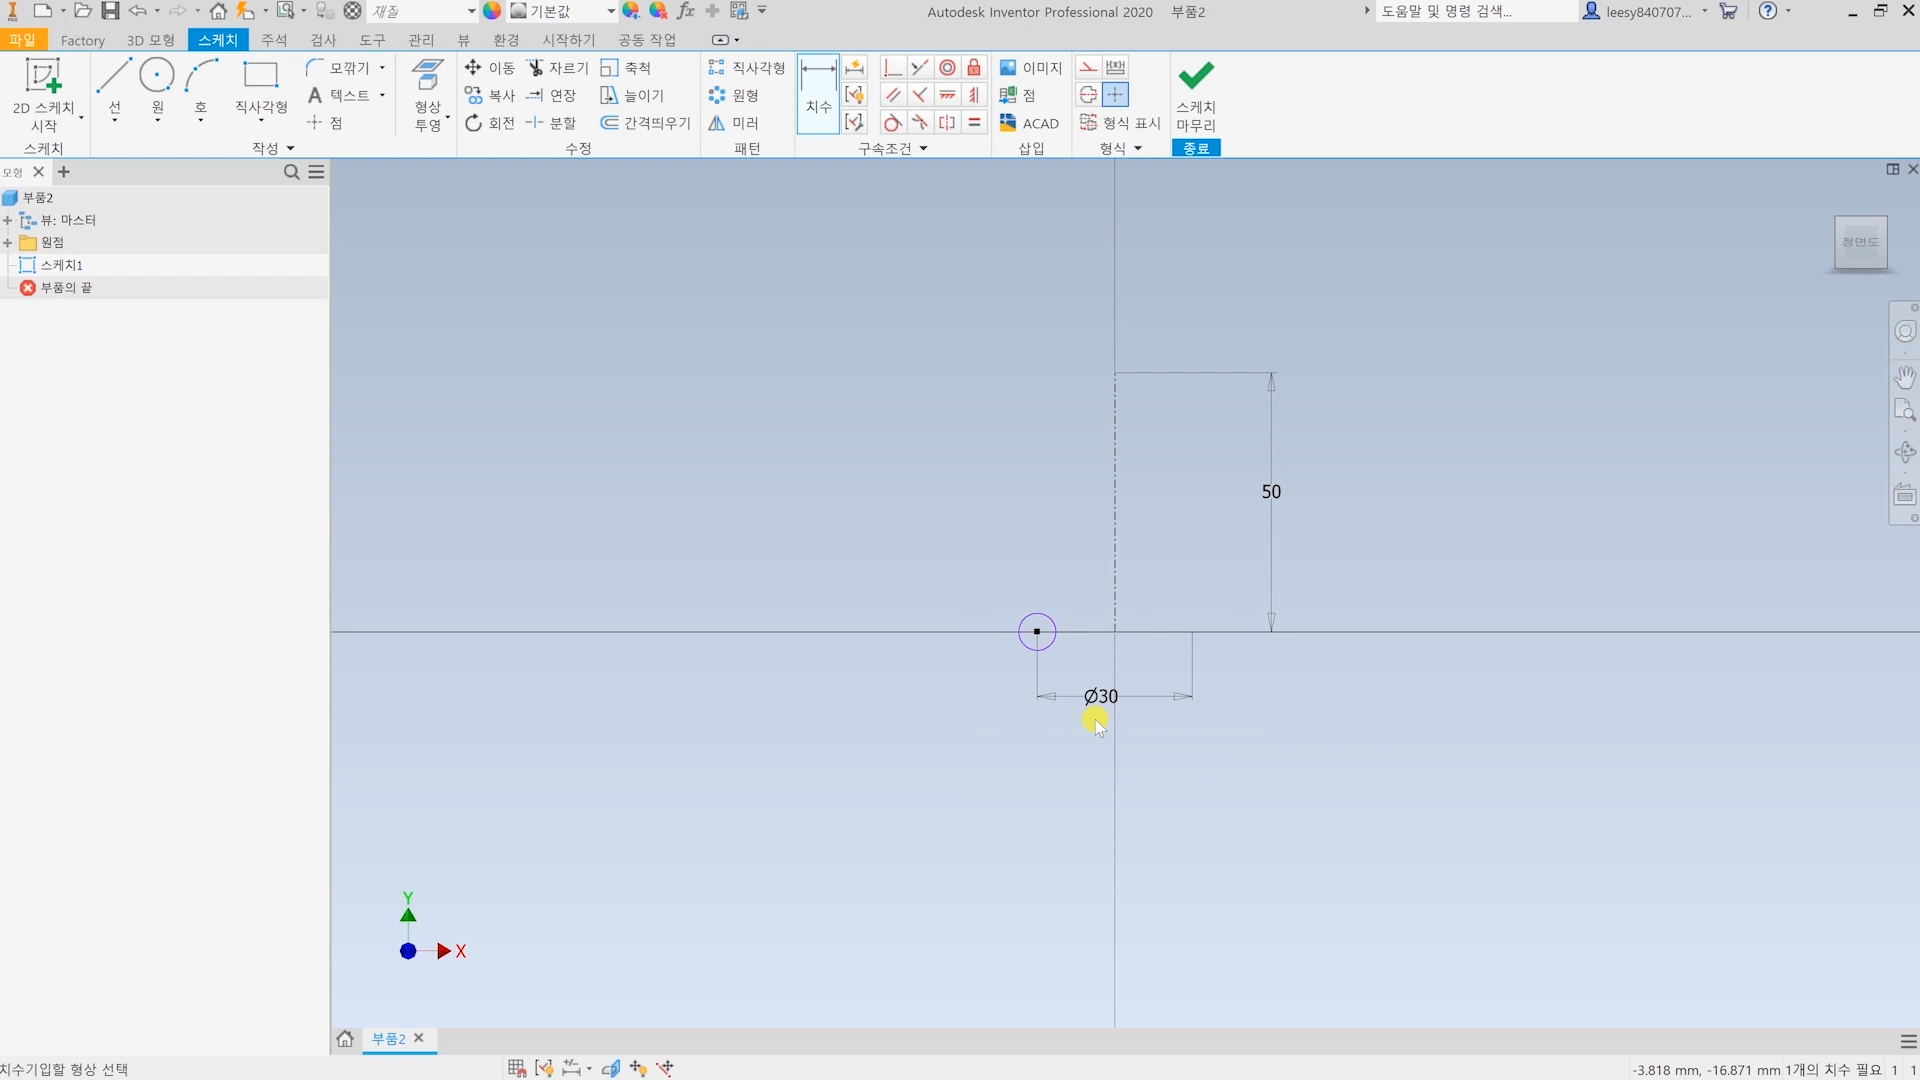 재질
기본값
Autodesk Inventor Professional 2020 부품2
도움말 및 명령 검색...
leesy840707...
파일 Factory 3D 모형 스케치 주석 검사 도구 관리 뷰 환경 시작하기 공동 작업
2D 스케치
시작
선 원 호 직사각형
모깎기
텍스트
점
형상
투영
이동 자르기 축척
복사 연장 늘이기
회전 분할 간격띄우기
직사각형
원형
미러
치수
이미지
점
ACAD
형식 표시
스케치
마무리
스케치 작성 수정 패턴 구속조건 삽입 형식 종료
모형
부품2
뷰: 마스터
원점
스케치1
부품의 끝
정면도
50
Ø30
Y
X
부품2
치수기입할 형상 선택
-3.818 mm, -16.871 mm 1개의 치수 필요 1 1